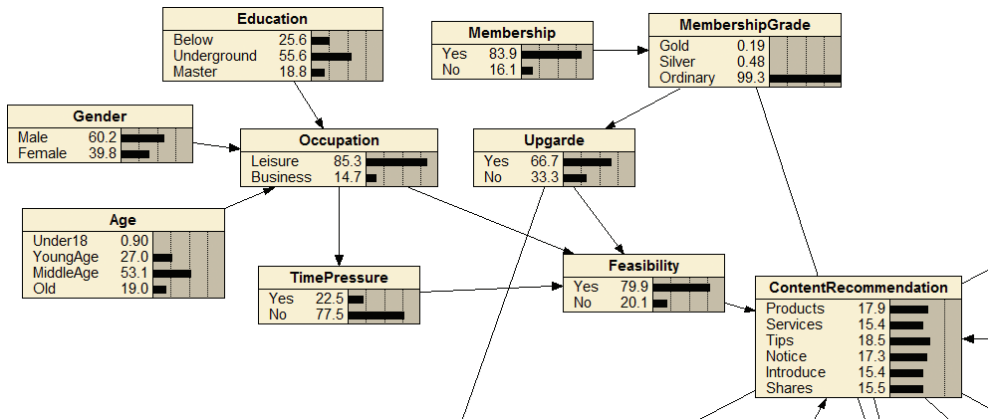 Education
Below 25.6
Underground 55.6
Master 18.8
Membership
Yes 83.9
No 16.1
MembershipGrade
Gold 0.19
Silver 0.48
Ordinary 99.3
Gender
Male 60.2
Female 39.8
Occupation
Leisure 85.3
Business 14.7
Upgarde
Yes 66.7
No 33.3
Age
Under18 0.90
YoungAge 27.0
MiddleAge 53.1
Old 19.0
TimePressure
Yes 22.5
No 77.5
Feasibility
Yes 79.9
No 20.1
ContentRecommendation
Products 17.9
Services 15.4
Tips 18.5
Notice 17.3
Introduce 15.4
Shares 15.5